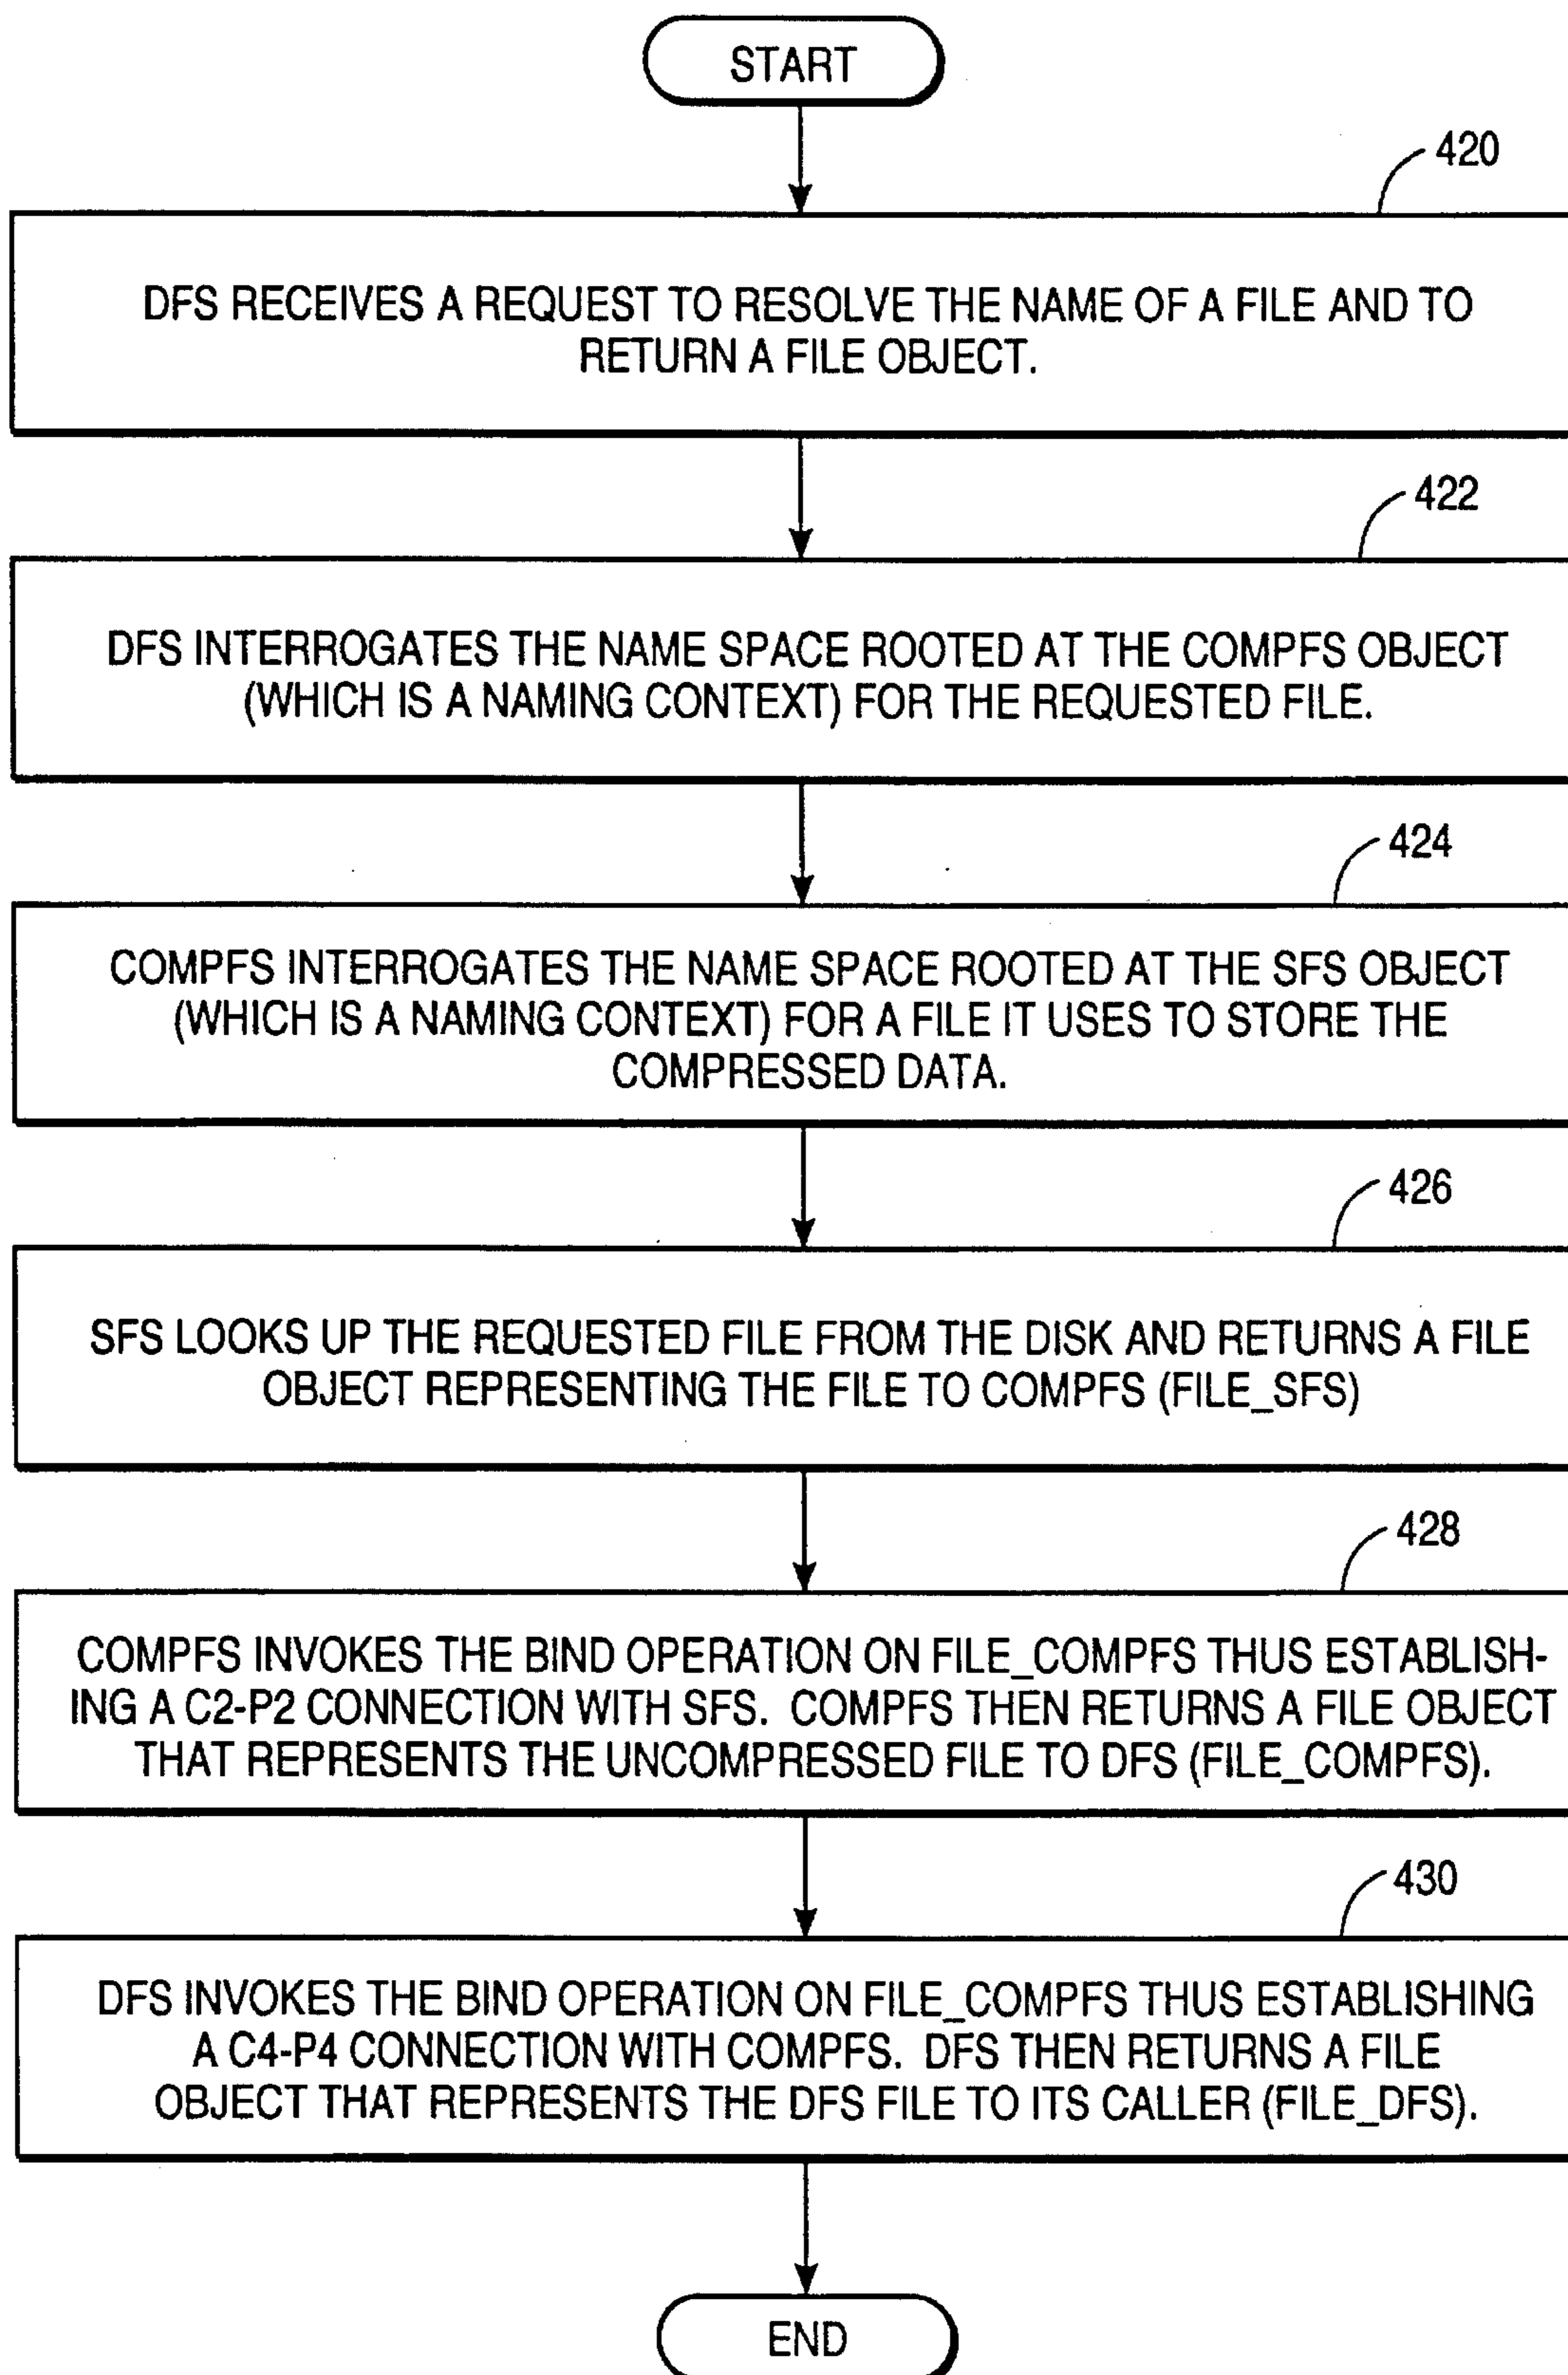 START
420
DFS RECEIVES A REQUEST TO RESOLVE THE NAME OF A FILE AND TO
RETURN A FILE OBJECT.
422
DFS INTERROGATES THE NAME SPACE ROOTED AT THE COMPFS OBJECT
(WHICH IS A NAMING CONTEXT) FOR THE REQUESTED FILE.
424
COMPFS INTERROGATES THE NAME SPACE ROOTED AT THE SFS OBJECT
(WHICH IS A NAMING CONTEXT) FOR A FILE IT USES TO STORE THE
COMPRESSED DATA.
426
SFS LOOKS UP THE REQUESTED FILE FROM THE DISK AND RETURNS A FILE
OBJECT REPRESENTING THE FILE TO COMPFS (FILE_SFS)
428
COMPFS INVOKES THE BIND OPERATION ON FILE_COMPFS THUS ESTABLISH-
ING A C2-P2 CONNECTION WITH SFS. COMPFS THEN RETURNS A FILE OBJECT
THAT REPRESENTS THE UNCOMPRESSED FILE TO DFS (FILE_COMPFS).
430
DFS INVOKES THE BIND OPERATION ON FILE_COMPFS THUS ESTABLISHING
A C4-P4 CONNECTION WITH COMPFS. DFS THEN RETURNS A FILE
OBJECT THAT REPRESENTS THE DFS FILE TO ITS CALLER (FILE_DFS).
END